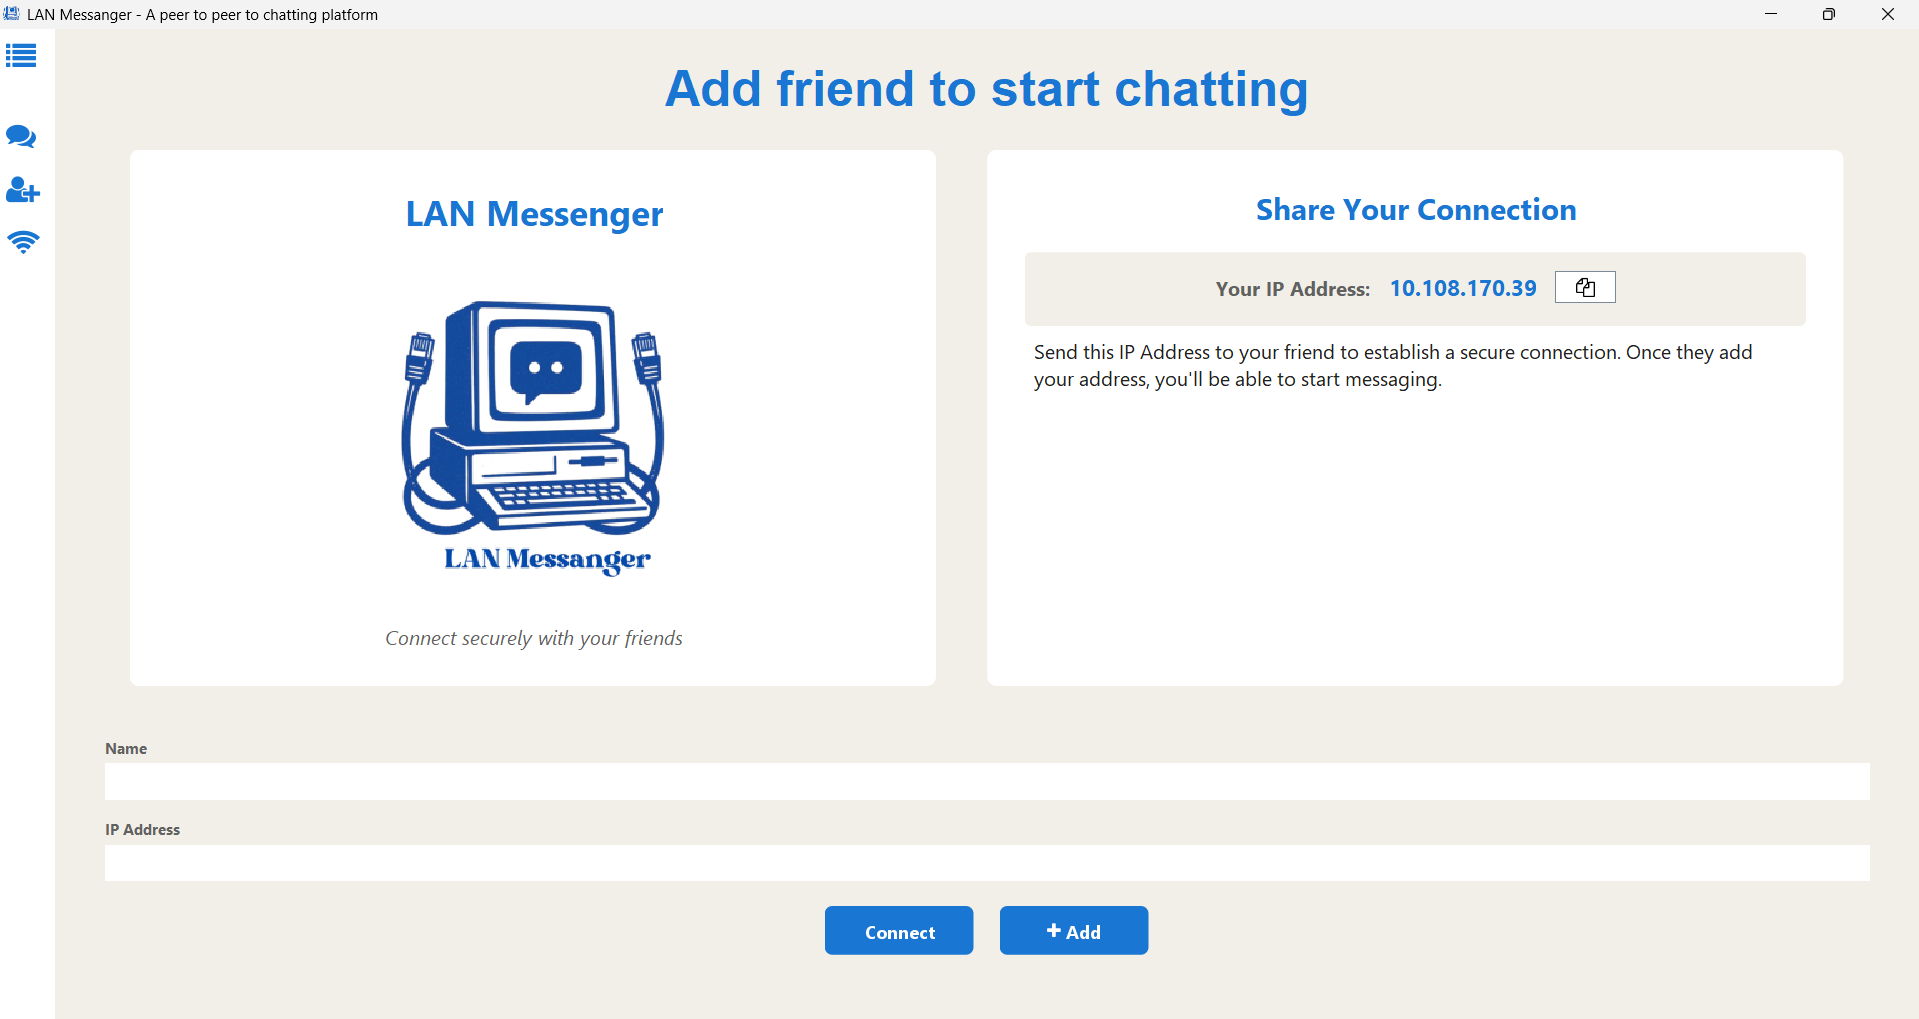 LAN Messanger - A peer to peer to chatting platform
Add friend to start chatting
LAN Messenger
LAN Messanger
Connect securely with your friends
Share Your Connection
Your IP Address: 10.108.170.39
Send this IP Address to your friend to establish a secure connection. Once they add
your address, you'll be able to start messaging.
Name
IP Address
Connect
+ Add